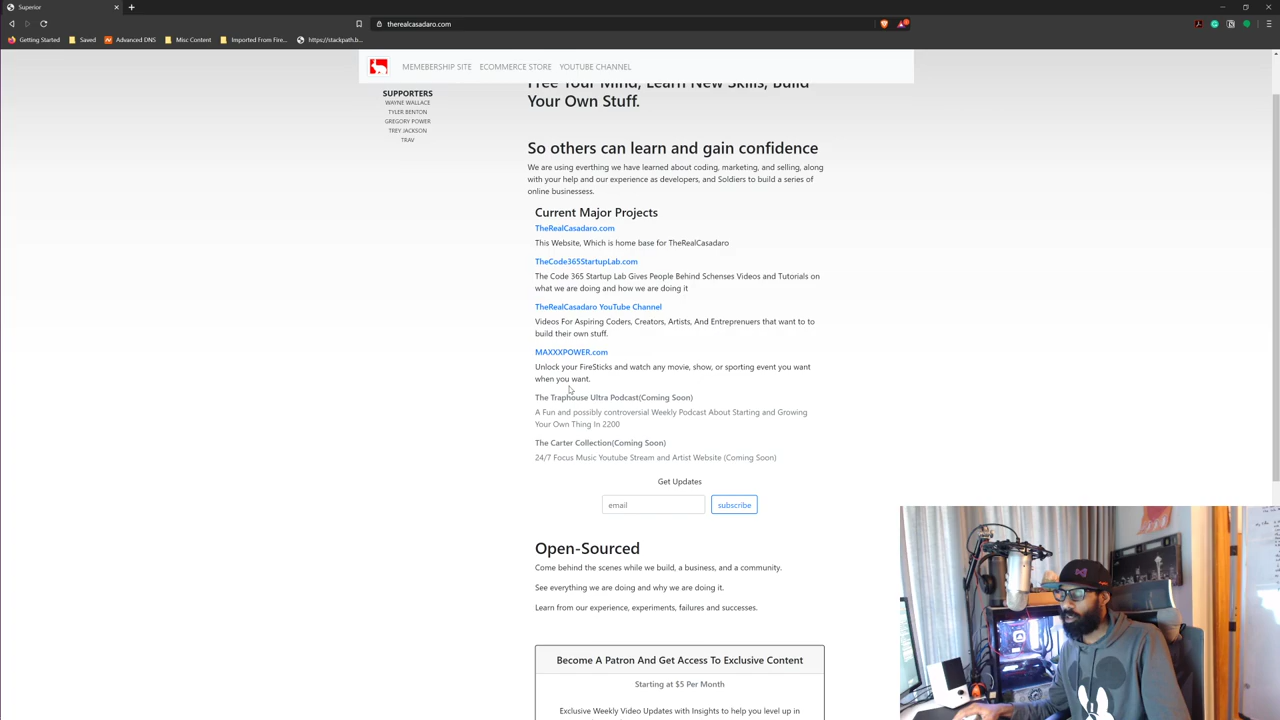 Superior
therealcasadaro.com
Getting Started
Saved
Advanced DNS
Misc Content
Imported From Fire...
https://stackpath.b...
MEMEBERSHIP SITE
ECOMMERCE STORE
YOUTUBE CHANNEL
SUPPORTERS
WAYNE WALLACE
TYLER BENTON
GREGORY POWER
TREY JACKSON
TRAV
Free Your Mind, Learn New Skills, Build
Your Own Stuff.
So others can learn and gain confidence
We are using everthing we have learned about coding, marketing, and selling, along
with your help and our experience as developers, and Soldiers to build a series of
online businessess.
Current Major Projects
TheRealCasadaro.com
This Website, Which is home base for TheRealCasadaro
TheCode365StartupLab.com
The Code 365 Startup Lab Gives People Behind Schenses Videos and Tutorials on
what we are doing and how we are doing it
TheRealCasadaro YouTube Channel
Videos For Aspiring Coders, Creators, Artists, And Entreprenuers that want to to
build their own stuff.
MAXXXPOWER.com
Unlock your FireSticks and watch any movie, show, or sporting event you want
when you want.
The Traphouse Ultra Podcast(Coming Soon)
A Fun and possibly controversial Weekly Podcast About Starting and Growing
Your Own Thing In 2200
The Carter Collection(Coming Soon)
24/7 Focus Music Youtube Stream and Artist Website (Coming Soon)
Get Updates
email
subscribe
Open-Sourced
Come behind the scenes while we build, a business, and a community.
See everything we are doing and why we are doing it.
Learn from our experience, experiments, failures and successes.
Become A Patron And Get Access To Exclusive Content
Starting at $5 Per Month
Exclusive Weekly Video Updates with Insights to help you level up in